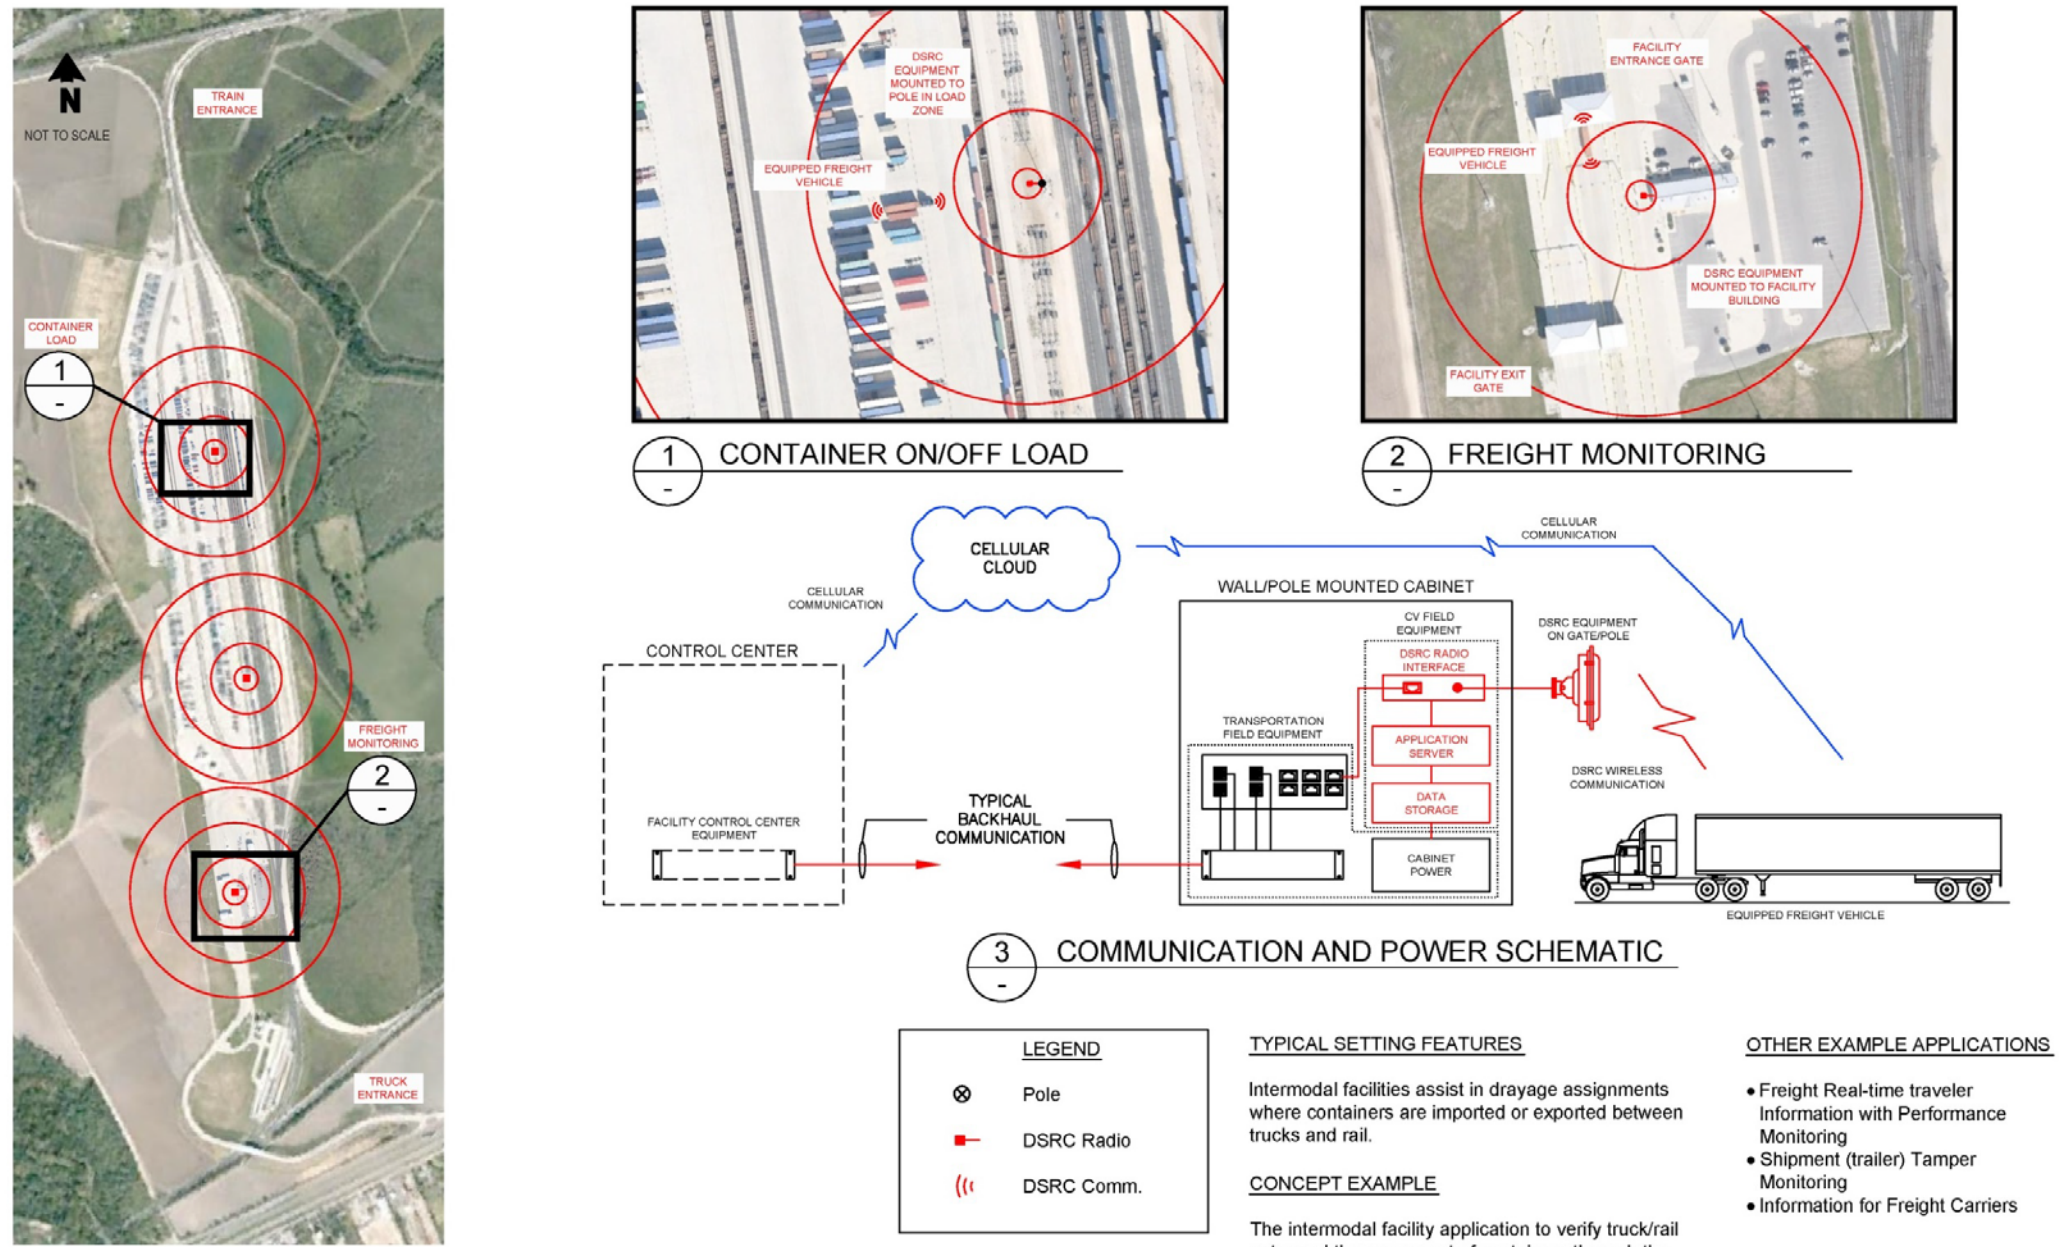 N
NOT TO SCALE
TRAIN
ENTRANCE
CONTAINER
LOAD
1
-
FREIGHT
MONITORING
2
-
TRUCK
ENTRANCE
DSRC
EQUIPMENT
MOUNTED TO
POLE IN LOAD
ZONE
EQUIPPED FREIGHT
VEHICLE
1
-
CONTAINER ON/OFF LOAD
FACILITY
ENTRANCE GATE
EQUIPPED FREIGHT
VEHICLE
DSRC EQUIPMENT
MOUNTED TO FACILITY
BUILDING
FACILITY EXIT
GATE
2
-
FREIGHT MONITORING
CELLULAR
CLOUD
CELLULAR
COMMUNICATION
CELLULAR
COMMUNICATION
CONTROL CENTER
FACILITY CONTROL CENTER
EQUIPMENT
TYPICAL
BACKHAUL
COMMUNICATION
WALL/POLE MOUNTED CABINET
CV FIELD
EQUIPMENT
DSRC RADIO
INTERFACE
TRANSPORTATION
FIELD EQUIPMENT
APPLICATION
SERVER
DATA
STORAGE
CABINET
POWER
DSRC EQUIPMENT
ON GATE/POLE
DSRC WIRELESS
COMMUNICATION
EQUIPPED FREIGHT VEHICLE
3
-
COMMUNICATION AND POWER SCHEMATIC
LEGEND
Pole
DSRC Radio
DSRC Comm.
TYPICAL SETTING FEATURES
Intermodal facilities assist in drayage assignments
where containers are imported or exported between
trucks and rail.
CONCEPT EXAMPLE
The intermodal facility application to verify truck/rail
OTHER EXAMPLE APPLICATIONS
• Freight Real-time traveler
Information with Performance
Monitoring
• Shipment (trailer) Tamper
Monitoring
• Information for Freight Carriers